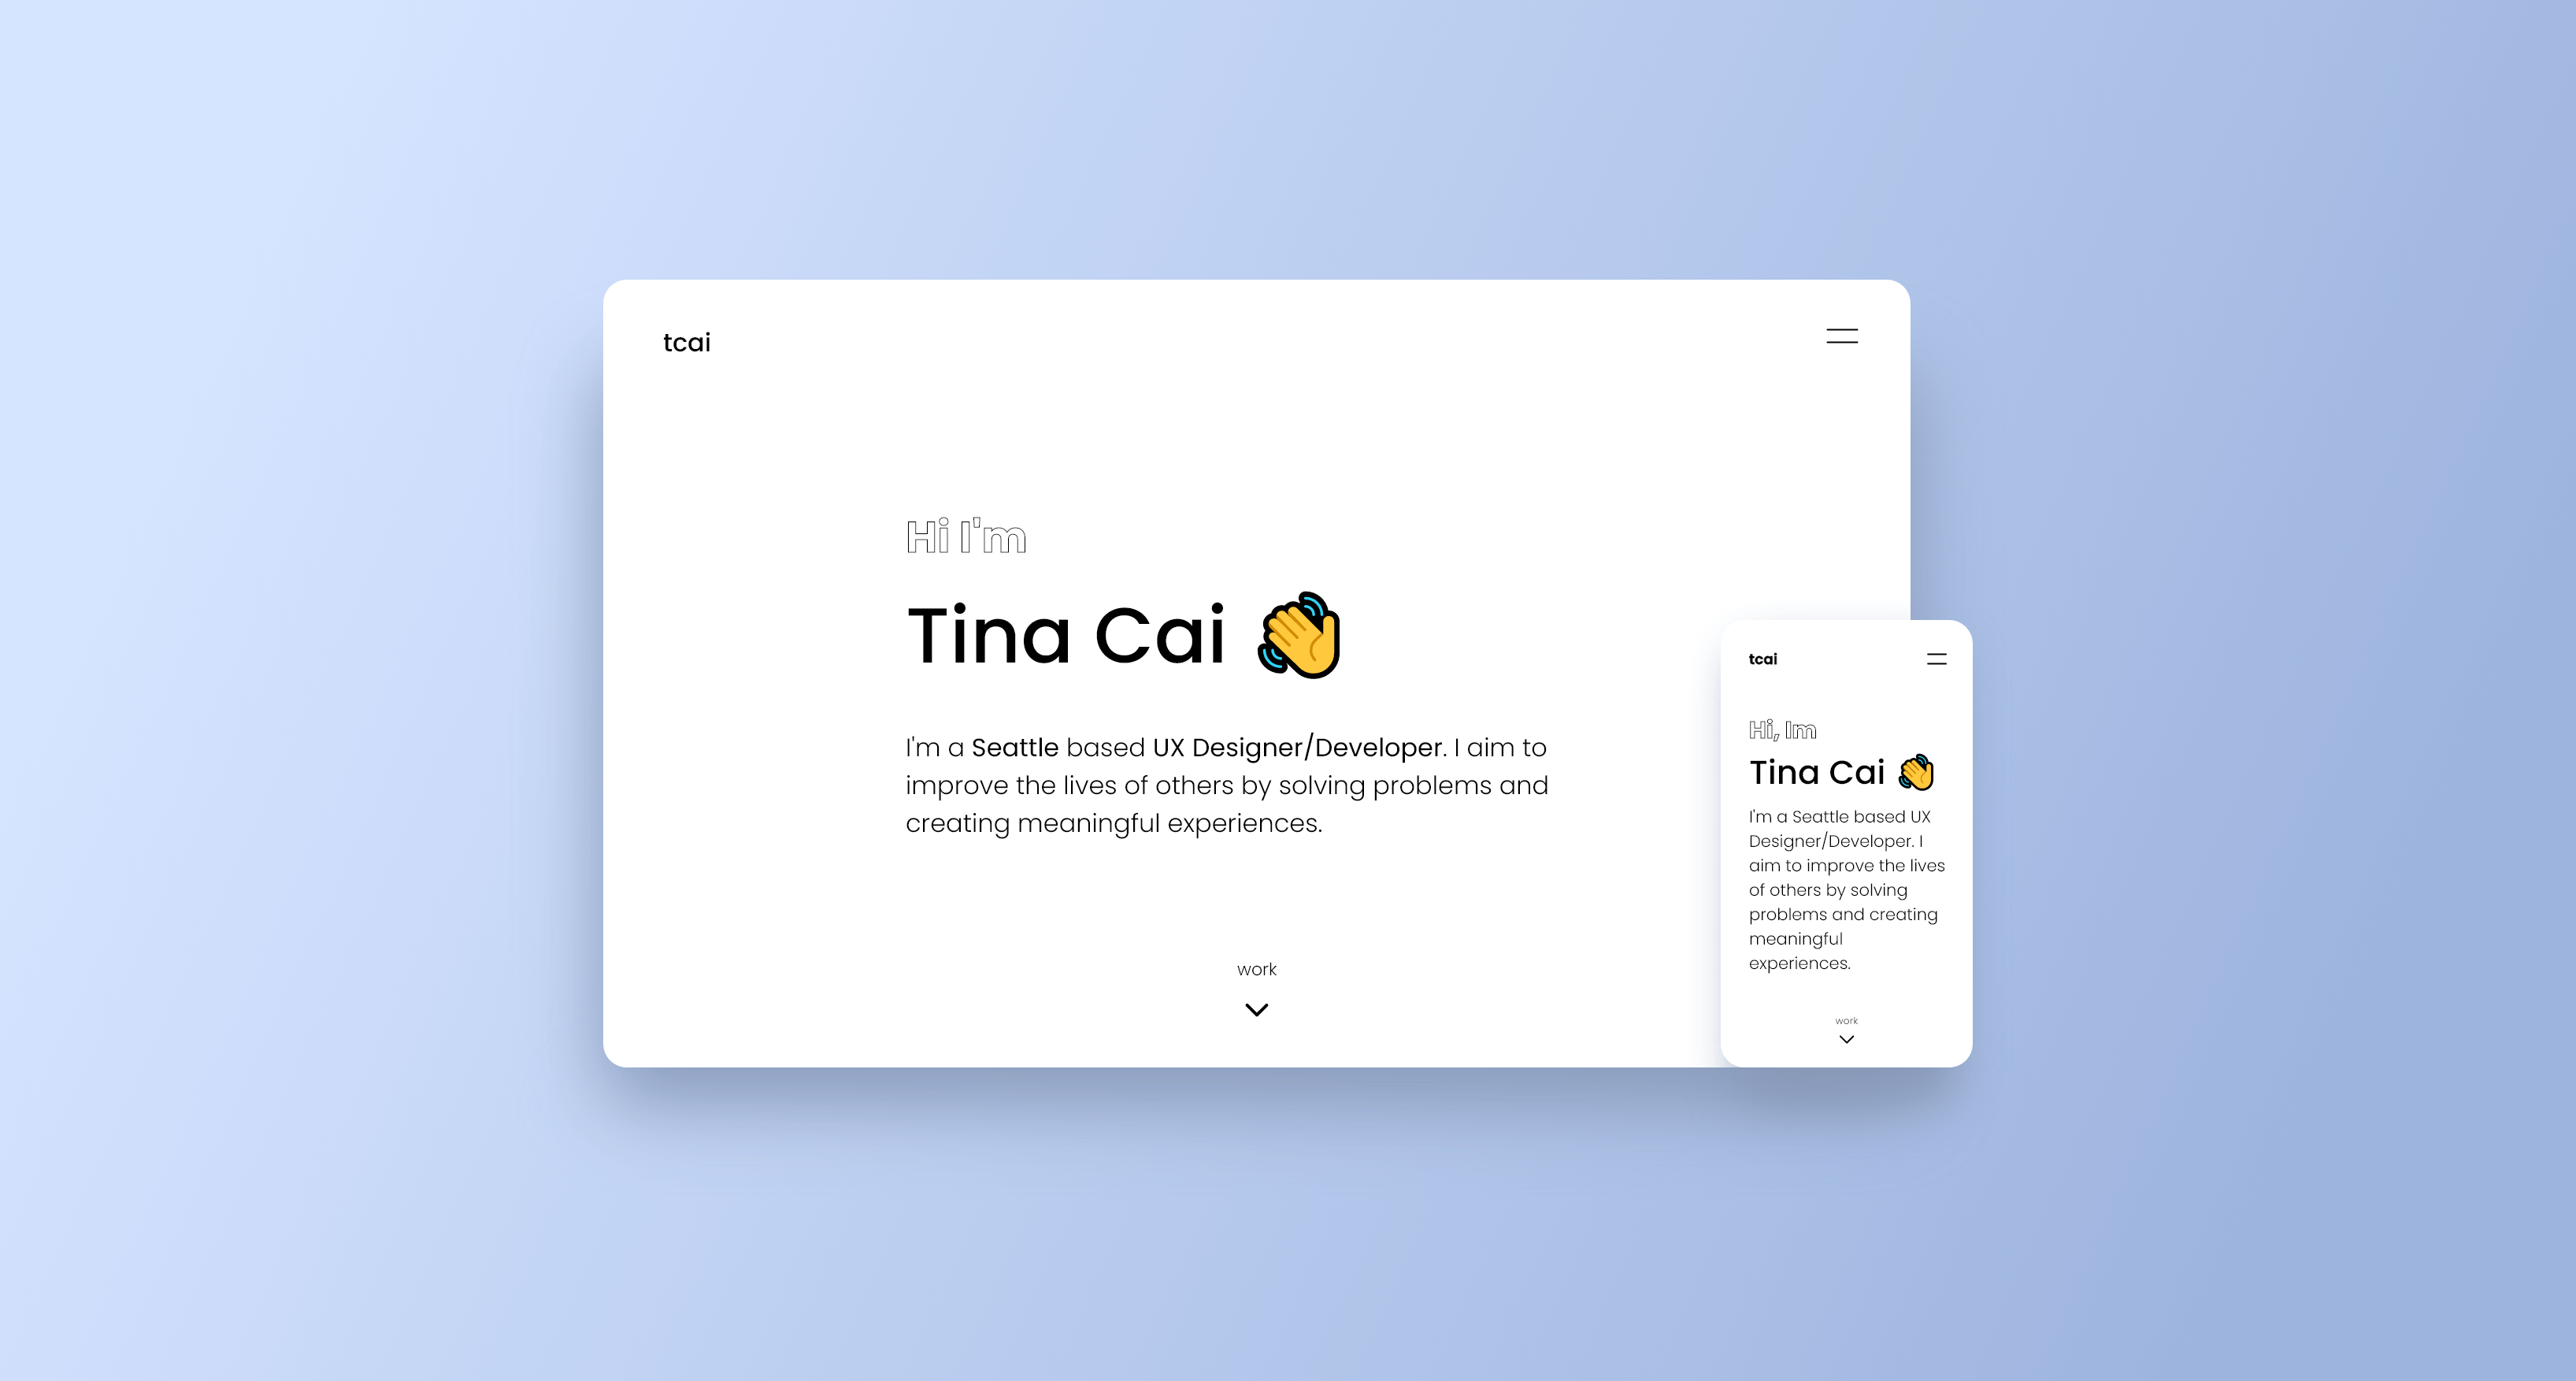 tcai
Hi I'm
Tina Cai
I'm a Seattle based UX Designer/Developer. I aim to
improve the lives of others by solving problems and
creating meaningful experiences.
work
tcai
Hi, Im
Tina Cai
I'm a Seattle based UX
Designer/Developer. I
aim to improve the lives
of others by solving
problems and creating
meaningful
experiences.
work